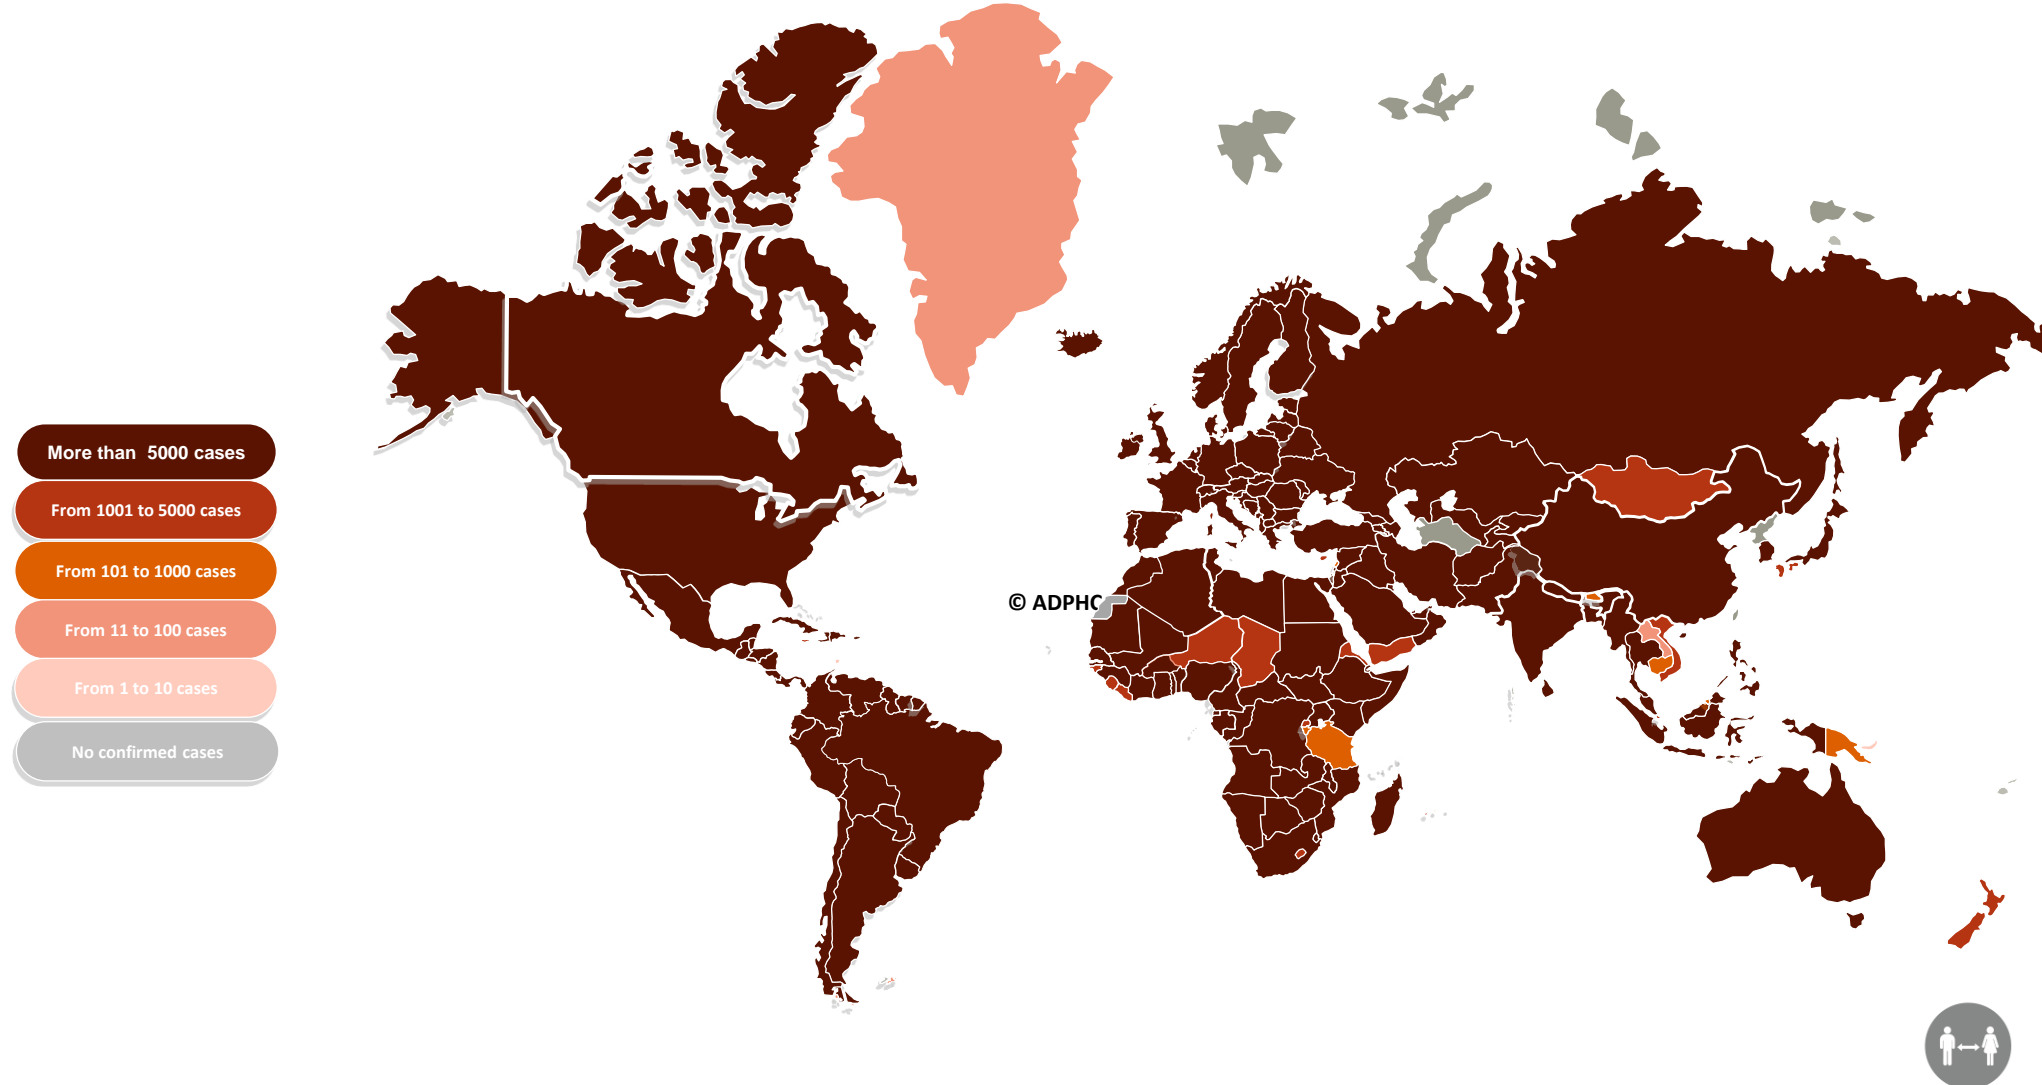 More than  5000 cases
From 1001 to 5000 cases
From 101 to 1000 cases
© ADPHC
From 11 to 100 cases
From 1 to 10 cases
No confirmed cases